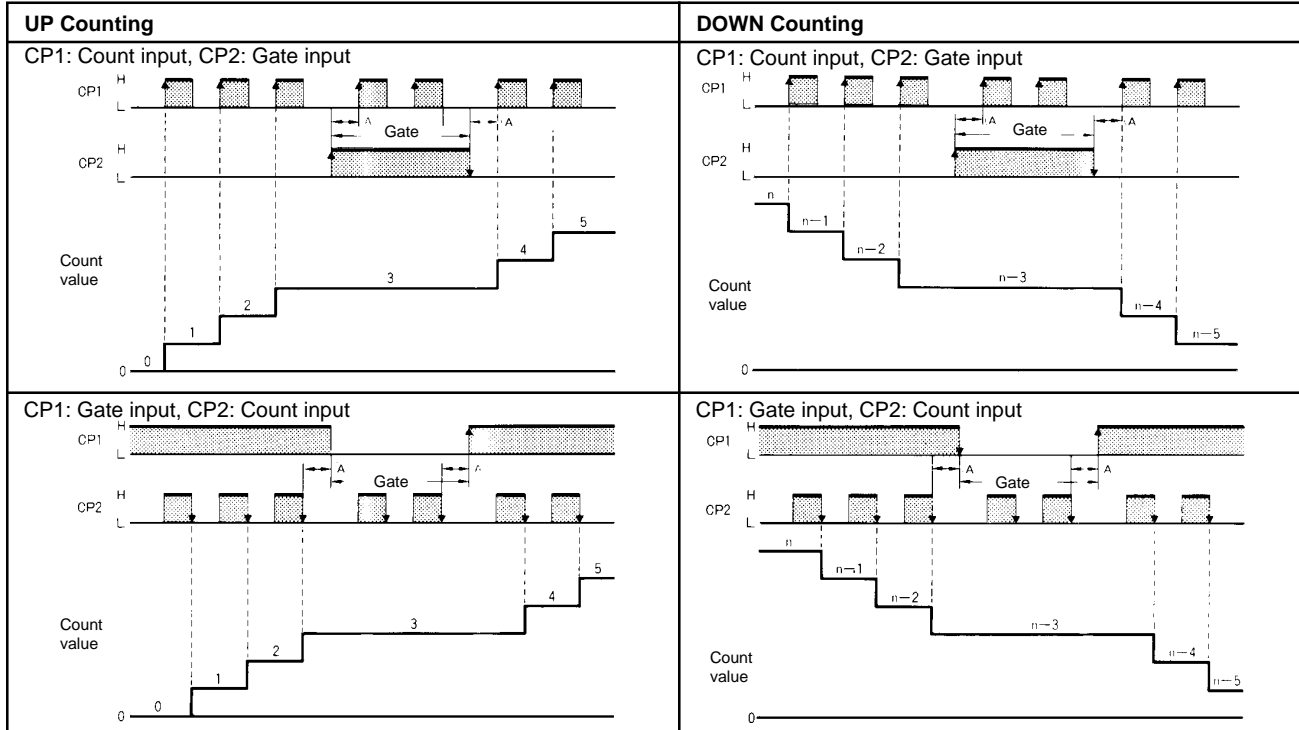 UP Counting
DOWN Counting
CP1: Count input, CP2: Gate input
H
CP1
L
A
Gate
A
H
CP2
L
5
4
3
Count
value
2
1
0
0
CP1: Count input, CP2: Gate input
H
CP1
L
A
Gate
A
H
CP2
L
n
n-1
n-2
n-3
Count
value
n-4
n-5
0
CP1: Gate input, CP2: Count input
H
CP1
L
A
Gate
A
H
CP2
L
5
4
3
Count
value
2
1
0
0
CP1: Gate input, CP2: Count input
H
CP1
L
A
Gate
A
H
CP2
L
n
n-1
n-2
n-3
Count
value
n-4
n-5
0